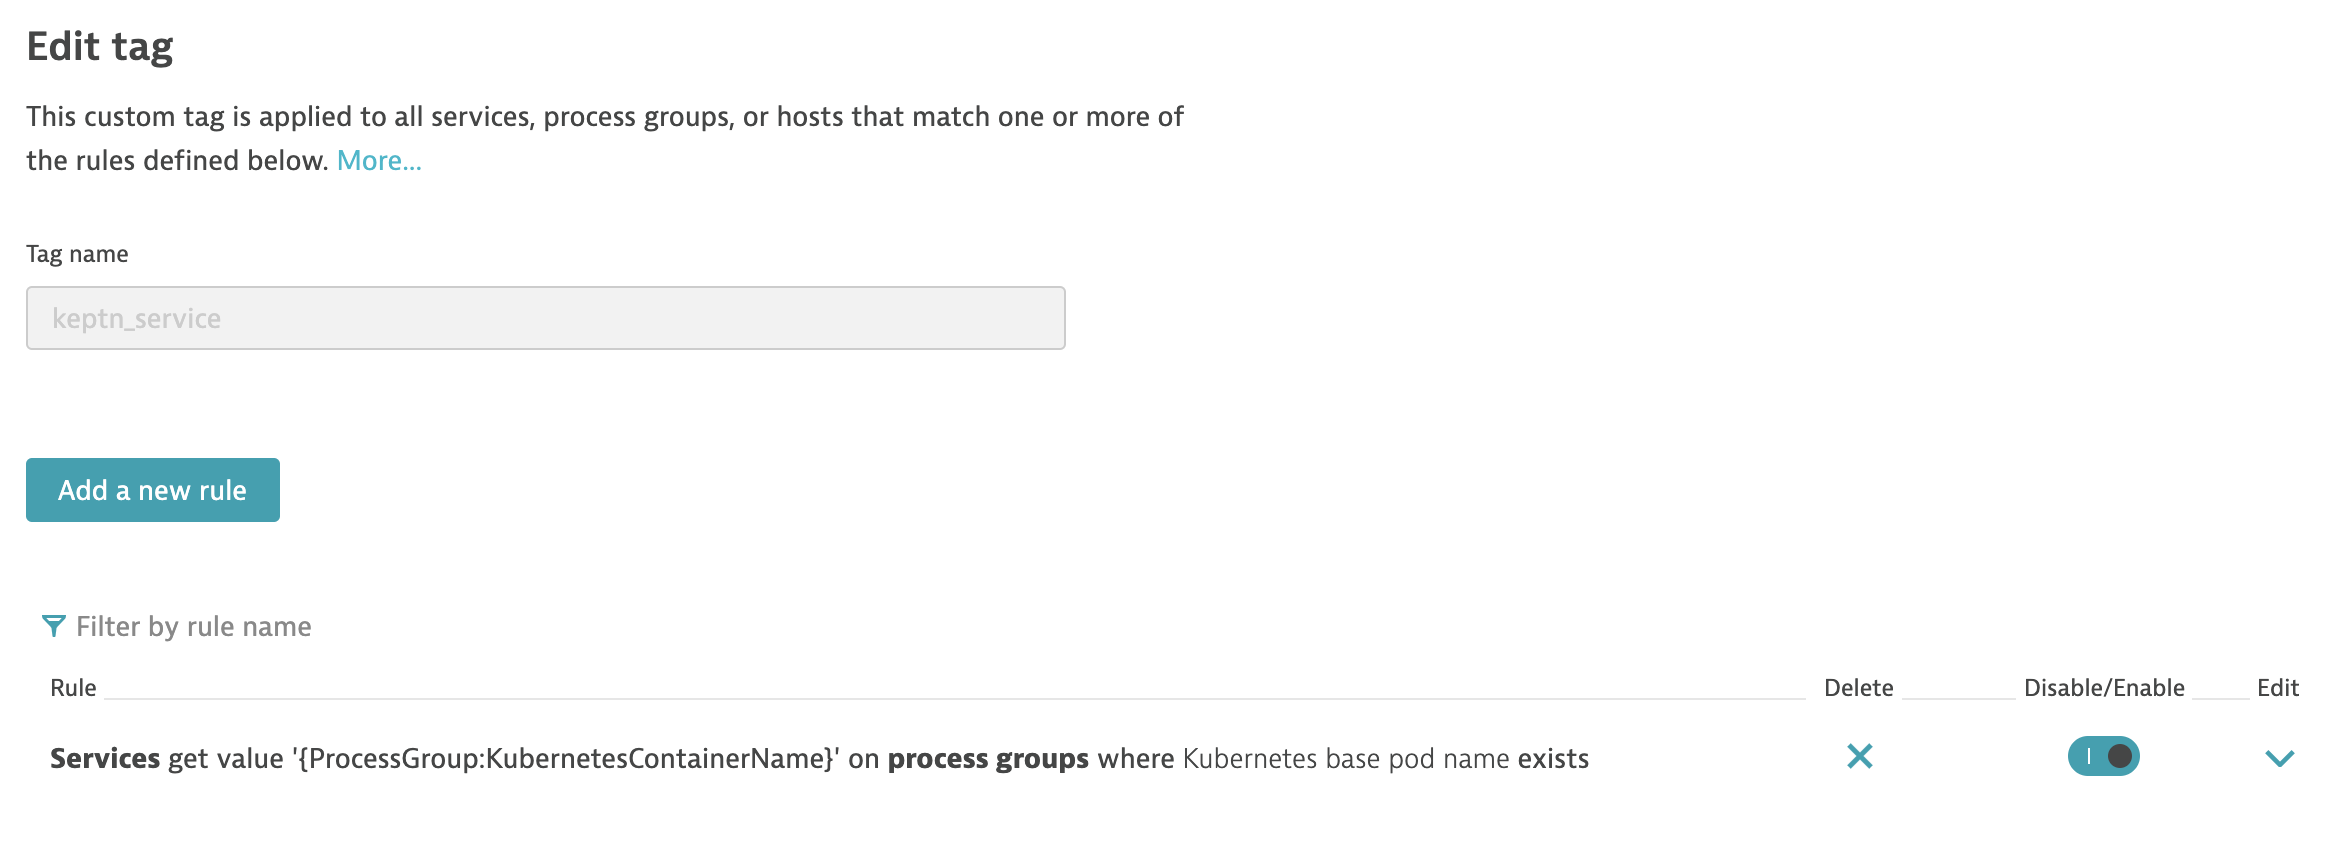 Edit tag
This custom tag is applied to all services, process groups, or hosts that match one or more of
the rules defined below. More...
Tag name
keptn_service
Add a new rule
Filter by rule name
Rule Delete Disable/Enable Edit
Services get value '{ProcessGroup:KubernetesContainerName}' on process groups where Kubernetes base pod name exists